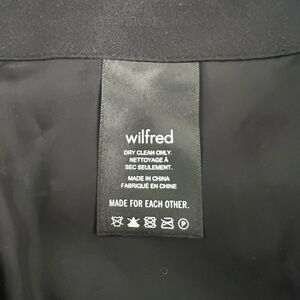 wilfred
DRY CLEAN ONLY.
NETTOYAGE À
SEC SEULEMENT.
MADE IN CHINA
FABRIQUÉ EN CHINE
MADE FOR EACH OTHER.
P